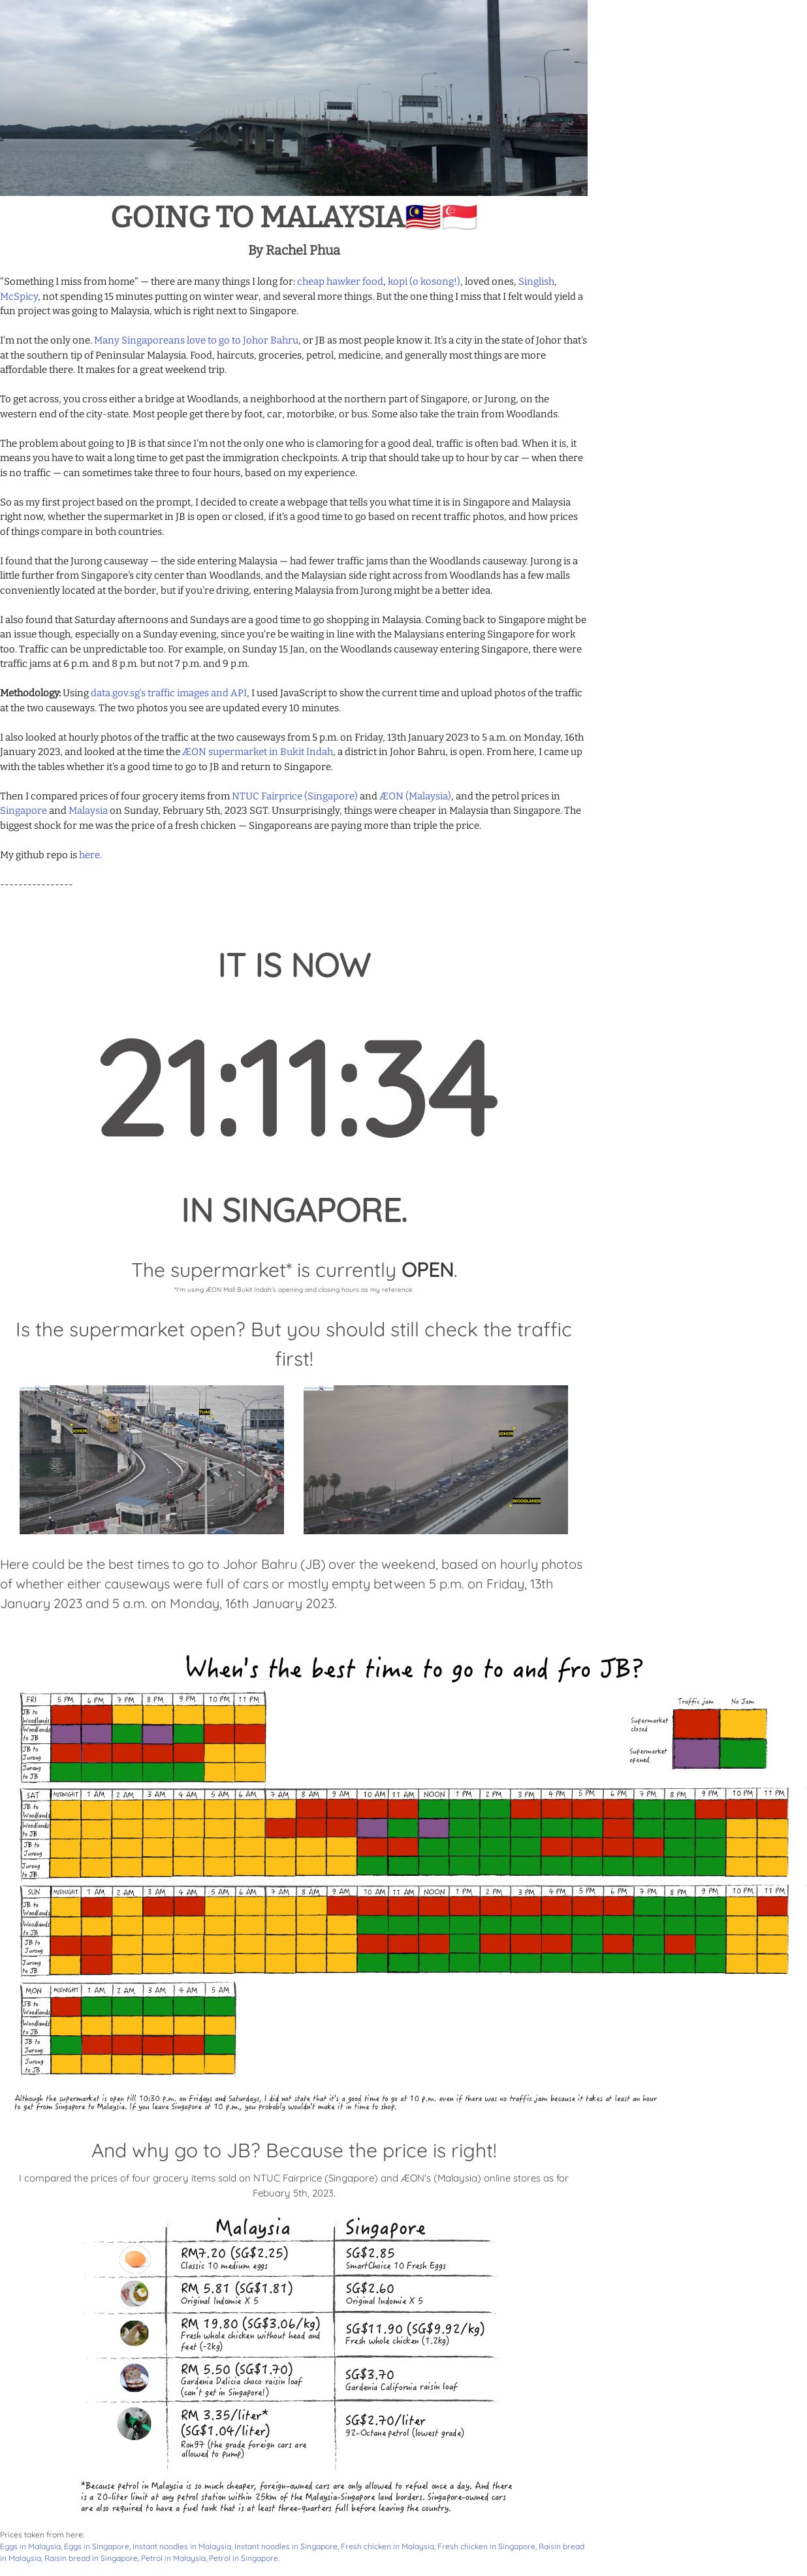 GOING TO MALAYSIA🇲🇾🇸🇬
By Rachel Phua
"Something I miss from home" — there are many things I long for: cheap hawker food, kopi (o kosong!), loved ones, Singlish,
McSpicy, not spending 15 minutes putting on winter wear, and several more things. But the one thing I miss that I felt would yield a
fun project was going to Malaysia, which is right next to Singapore.
I'm not the only one. Many Singaporeans love to go to Johor Bahru, or JB as most people know it. It's a city in the state of Johor that's
at the southern tip of Peninsular Malaysia. Food, haircuts, groceries, petrol, medicine, and generally most things are more
affordable there. It makes for a great weekend trip.
To get across, you cross either a bridge at Woodlands, a neighborhood at the northern part of Singapore, or Jurong, on the
western end of the city-state. Most people get there by foot, car, motorbike, or bus. Some also take the train from Woodlands.
The problem about going to JB is that since I'm not the only one who is clamoring for a good deal, traffic is often bad. When it is, it
means you have to wait a long time to get past the immigration checkpoints. A trip that should take up to hour by car — when there
is no traffic — can sometimes take three to four hours, based on my experience.
So as my first project based on the prompt, I decided to create a webpage that tells you what time it is in Singapore and Malaysia
right now, whether the supermarket in JB is open or closed, if it's a good time to go based on recent traffic photos, and how prices
of things compare in both countries.
I found that the Jurong causeway — the side entering Malaysia — had fewer traffic jams than the Woodlands causeway. Jurong is a
little further from Singapore's city center than Woodlands, and the Malaysian side right across from Woodlands has a few malls
conveniently located at the border, but if you're driving, entering Malaysia from Jurong might be a better idea.
I also found that Saturday afternoons and Sundays are a good time to go shopping in Malaysia. Coming back to Singapore might be
an issue though, especially on a Sunday evening, since you're be waiting in line with the Malaysians entering Singapore for work
too. Traffic can be unpredictable too. For example, on Sunday 15 Jan, on the Woodlands causeway entering Singapore, there were
traffic jams at 6 p.m. and 8 p.m. but not 7 p.m. and 9 p.m.
Methodology: Using data.gov.sg's traffic images and API, I used JavaScript to show the current time and upload photos of the traffic
at the two causeways. The two photos you see are updated every 10 minutes.
I also looked at hourly photos of the traffic at the two causeways from 5 p.m. on Friday, 13th January 2023 to 5 a.m. on Monday, 16th
January 2023, and looked at the time the ÆON supermarket in Bukit Indah, a district in Johor Bahru, is open. From here, I came up
with the tables whether it's a good time to go to JB and return to Singapore.
Then I compared prices of four grocery items from NTUC Fairprice (Singapore) and ÆON (Malaysia), and the petrol prices in
Singapore and Malaysia on Sunday, February 5th, 2023 SGT. Unsurprisingly, things were cheaper in Malaysia than Singapore. The
biggest shock for me was the price of a fresh chicken — Singaporeans are paying more than triple the price.
My github repo is here.
----------------
IT IS NOW
21:11:34
IN SINGAPORE.
The supermarket* is currently OPEN.
*I'm using ÆON Mall Bukit Indah's opening and closing hours as my reference.
Is the supermarket open? But you should still check the traffic
first!
JOHOR
TUAS
JOHOR
WOODLANDS
Here could be the best times to go to Johor Bahru (JB) over the weekend, based on hourly photos
of whether either causeways were full of cars or mostly empty between 5 p.m. on Friday, 13th
January 2023 and 5 a.m. on Monday, 16th January 2023.
When's the best time to go to and fro JB?
Traffic jam No Jam
Supermarket
closed
Supermarket
opened
FRI 5 PM 6 PM 7 PM 8 PM 9 PM 10 PM 11 PM
JB to
Woodlands
Woodlands
to JB
JB to
Jurong
Jurong
to JB
SAT MIDNIGHT 1 AM 2 AM 3 AM 4 AM 5 AM 6 AM 7 AM 8 AM 9 AM 10 AM 11 AM NOON 1 PM 2 PM 3 PM 4 PM 5 PM 6 PM 7 PM 8 PM 9 PM 10 PM 11 PM
JB to
Woodlands
Woodlands
to JB
JB to
Jurong
Jurong
to JB
SUN MIDNIGHT 1 AM 2 AM 3 AM 4 AM 5 AM 6 AM 7 AM 8 AM 9 AM 10 AM 11 AM NOON 1 PM 2 PM 3 PM 4 PM 5 PM 6 PM 7 PM 8 PM 9 PM 10 PM 11 PM
JB to
Woodlands
Woodlands
to JB
JB to
Jurong
Jurong
to JB
MON MIDNIGHT 1 AM 2 AM 3 AM 4 AM 5 AM
JB to
Woodlands
Woodlands
to JB
JB to
Jurong
Jurong
to JB
Although the supermarket is open till 10:30 p.m. on Fridays and Saturdays, I did not state that it's a good time to go at 10 p.m. even if there was no traffic jam because it takes at least an hour
to get from Singapore to Malaysia. If you leave Singapore at 10 p.m., you probably wouldn't make it in time to shop.
And why go to JB? Because the price is right!
I compared the prices of four grocery items sold on NTUC Fairprice (Singapore) and ÆON's (Malaysia) online stores as for
Febuary 5th, 2023.
Malaysia Singapore
RM7.20 (SG$2.25) SG$2.85
Classic 10 medium eggs SmartChoice 10 Fresh Eggs
RM 5.81 (SG$1.81) SG$2.60
Original Indomie X 5 Original Indomie X 5
RM 19.80 (SG$3.06/kg) SG$11.90 (SG$9.92/kg)
Fresh whole chicken without head and Fresh whole chicken (1.2kg)
feet (~2kg)
RM 5.50 (SG$1.70) SG$3.70
Gardenia Delicia choco raisin loaf Gardenia California raisin loaf
(can't get in Singapore!)
RM 3.35/liter* SG$2.70/liter
(SG$1.04/liter) 92-Octane petrol (lowest grade)
Ron97 (the grade foreign cars are
allowed to pump)
*Because petrol in Malaysia is so much cheaper, foreign-owned cars are only allowed to refuel once a day. And there
is a 20-liter limit at any petrol station within 25km of the Malaysia-Singapore land borders. Singapore-owned cars
are also required to have a fuel tank that is at least three-quarters full before leaving the country.
Prices taken from here:
Eggs in Malaysia, Eggs in Singapore, Instant noodles in Malaysia, Instant noodles in Singapore, Fresh chicken in Malaysia, Fresh chicken in Singapore, Raisin bread
in Malaysia, Raisin bread in Singapore, Petrol in Malaysia, Petrol in Singapore.